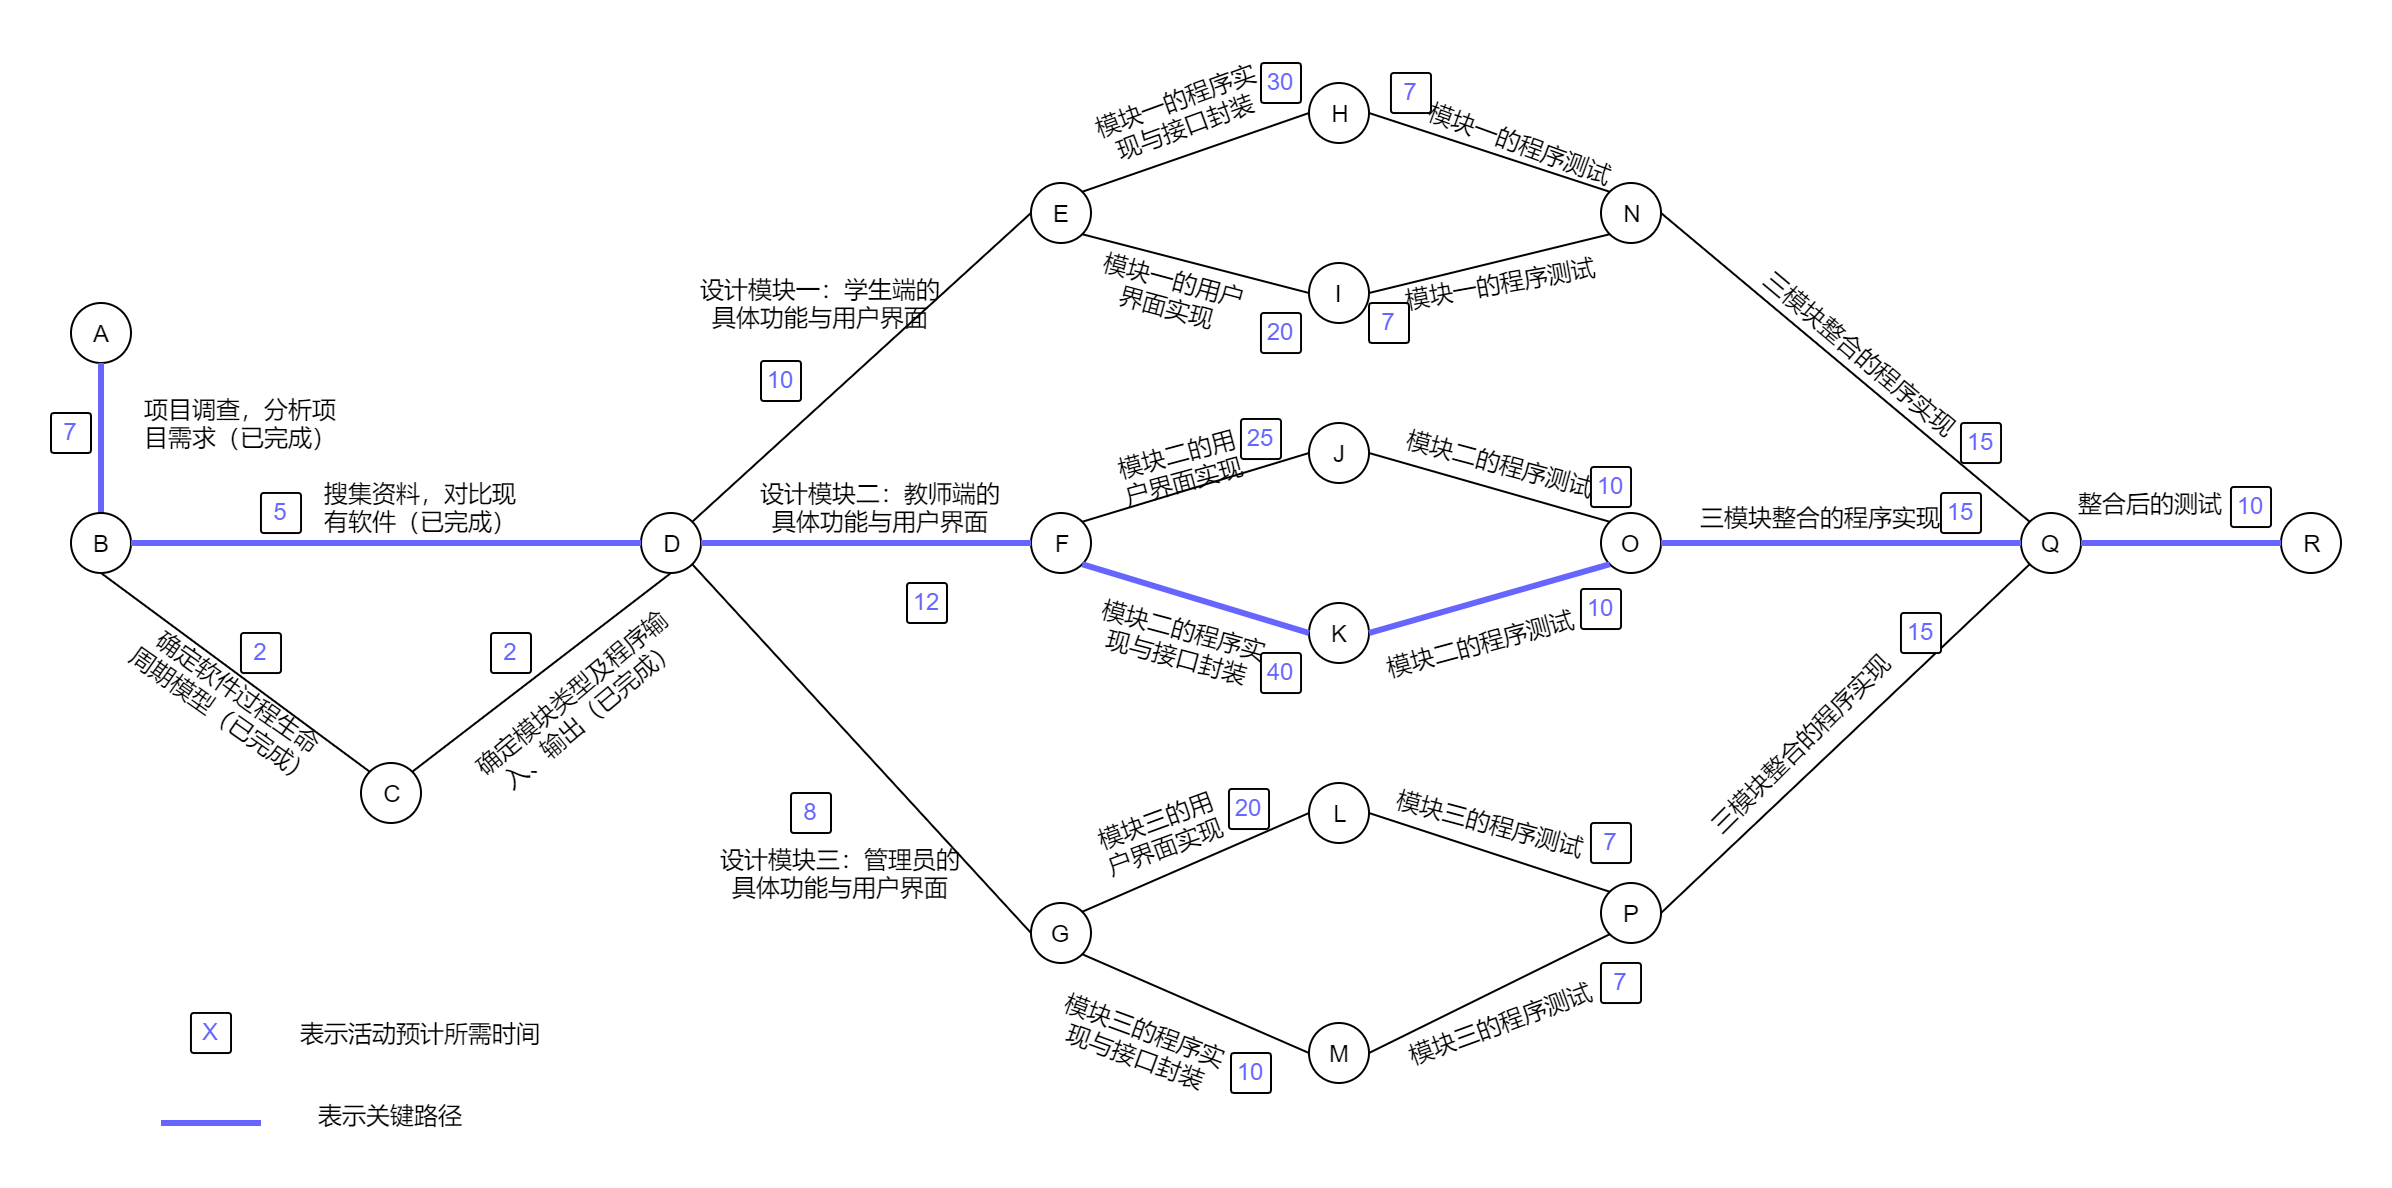 模块一的程序实
现与接口封装
30
H
7
模块一的程序测试
E
N
模块一的用户
界面实现
20
I
7
模块一的程序测试
设计模块一：学生端的
具体功能与用户界面
10
三模块整合的程序实现
15
A
7
项目调查，分析项
目需求（已完成）
5
搜集资料，对比现
有软件（已完成）
B
D
设计模块二：教师端的
具体功能与用户界面
12
模块二的用
户界面实现
25
J
模块二的程序测试
10
F
O
三模块整合的程序实现
15
Q
整合后的测试
10
R
模块二的程序实
现与接口封装
40
K
模块二的程序测试
10
确定软件过程生命
周期模型（已完成）
2
2
确定模块类型及程序输
入、输出（已完成）
C
8
设计模块三：管理员的
具体功能与用户界面
模块三的用
户界面实现
20
L
模块三的程序测试
7
三模块整合的程序实现
15
G
P
模块三的程序实
现与接口封装
10
M
模块三的程序测试
7
X
表示活动预计所需时间
表示关键路径